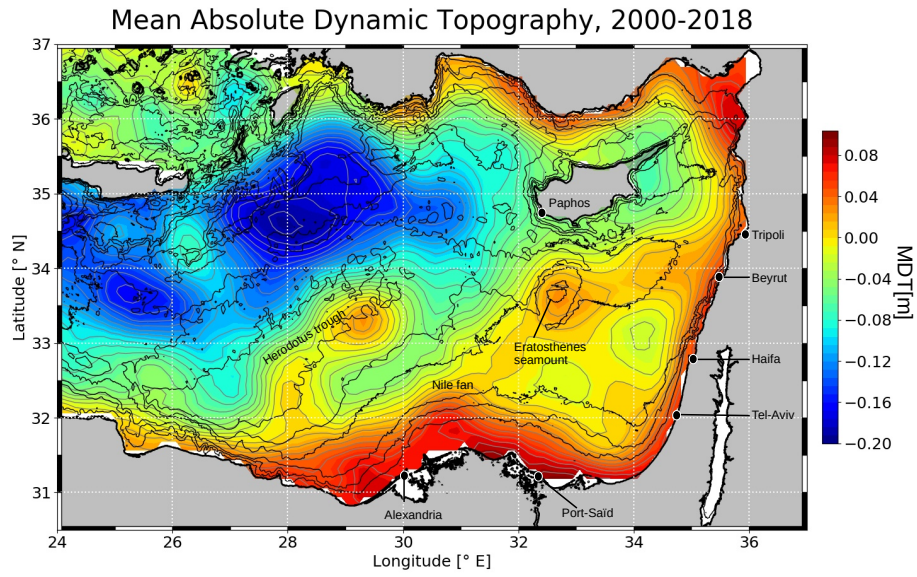 Mean Absolute Dynamic Topography, 2000-2018
37
36
35
34
33
32
31
24
26
28
30
32
34
36
Latitude [° N]
Longitude [° E]
Paphos
Tripoli
Beyrut
Haifa
Tel-Aviv
Herodotus trough
Eratosthenes
seamount
Nile fan
Alexandria
Port-Saïd
0.08
0.04
0.00
−0.04
−0.08
−0.12
−0.16
−0.20
MDT[m]